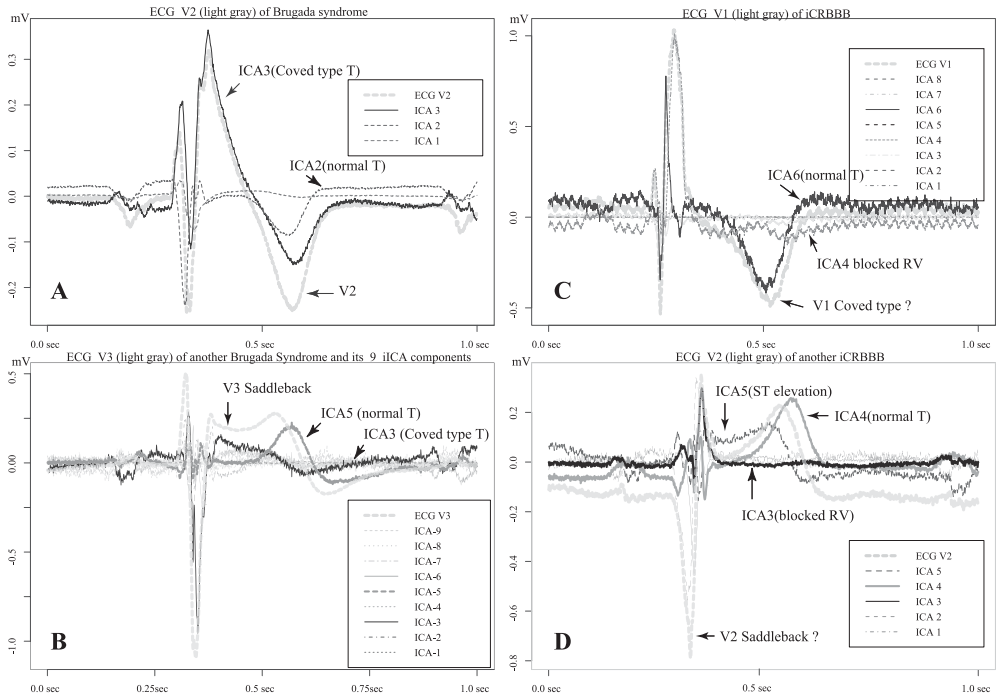 ECG V2 (light gray) of Brugada syndrome
mV
0.3
0.2
0.1
0.0
-0.1
-0.2
ICA3(Coved type T)
ECG V2
ICA 3
ICA 2
ICA 1
ICA2(normal T)
V2
A
0.0 sec
0.5 sec
1.0 sec
ECG V1 (light gray) of iCRBBB
mV
1.0
0.5
0.0
-0.5
ECG V1
ICA 8
ICA 7
ICA 6
ICA 5
ICA 4
ICA 3
ICA 2
ICA 1
ICA6(normal T)
ICA4 blocked RV
V1 Coved type ?
C
0.0 sec
0.5 sec
1.0 sec
ECG V3 (light gray) of another Brugada Syndrome and its 9 iICA components
mV
0.5
0.0
-0.5
-1.0
V3 Saddleback
ICA5 (normal T)
ICA3 (Coved type T)
ECG V3
ICA-9
ICA-8
ICA-7
ICA-6
ICA-5
ICA-4
ICA-3
ICA-2
ICA-1
B
0.0 sec
0.25sec
0.5 sec
0.75sec
1.0 sec
ECG V2 (light gray) of another iCRBBB
mV
0.2
0.0
-0.2
-0.4
-0.6
-0.8
ICA5(ST elevation)
ICA4(normal T)
ICA3(blocked RV)
ECG V2
ICA 5
ICA 4
ICA 3
ICA 2
ICA 1
V2 Saddleback ?
D
0.0 sec
0.5 sec
1.0 sec